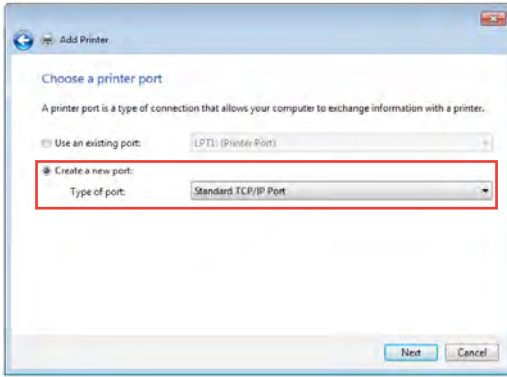 Add Printer
Choose a printer port
A printer port is a type of connection that allows your computer to exchange information with a printer.
Use an existing port: LPT1: (Printer Port)
Create a new port:
Type of port: Standard TCP/IP Port
Next Cancel